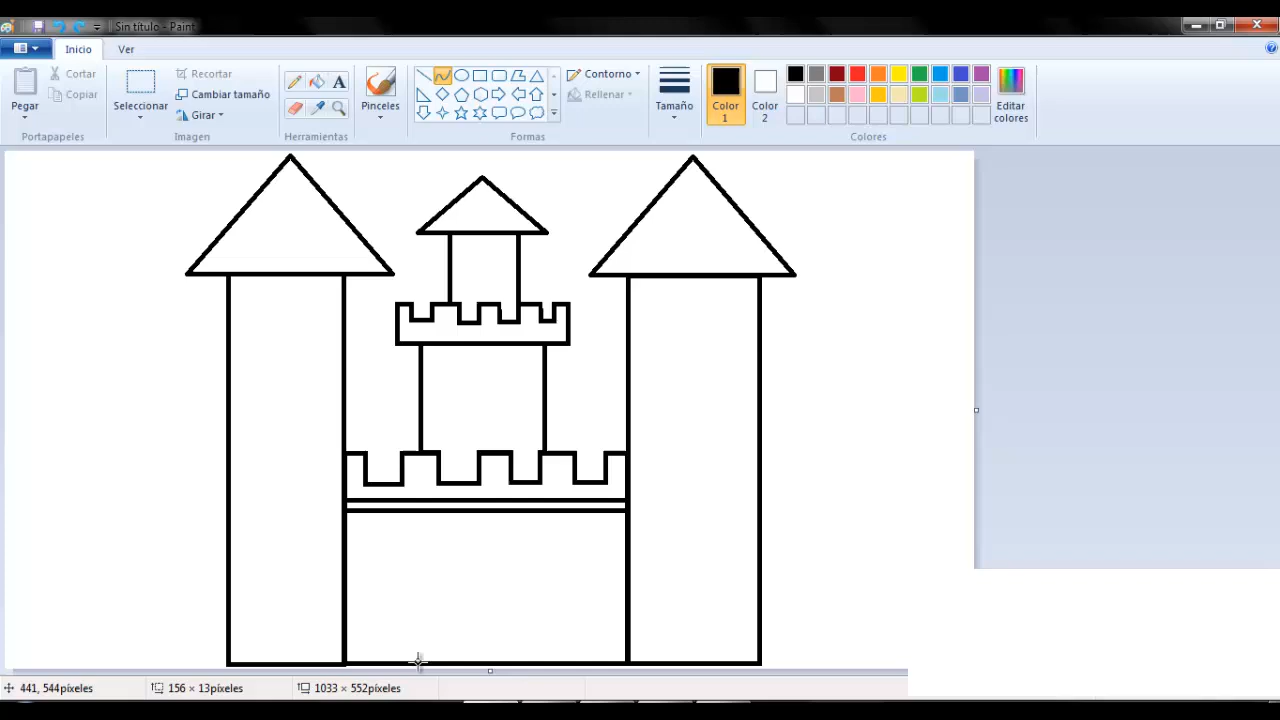 Sin título - Paint
Inicio
Ver
Pegar
Cortar
Copiar
Portapapeles
Seleccionar
Recortar
Cambiar tamaño
Girar
Imagen
A
Herramientas
Pinceles
Contorno
Rellenar
Formas
Tamaño
Color
1
Color
2
Editar
colores
Colores
441, 544píxeles
156 × 13píxeles
1033 × 552píxeles